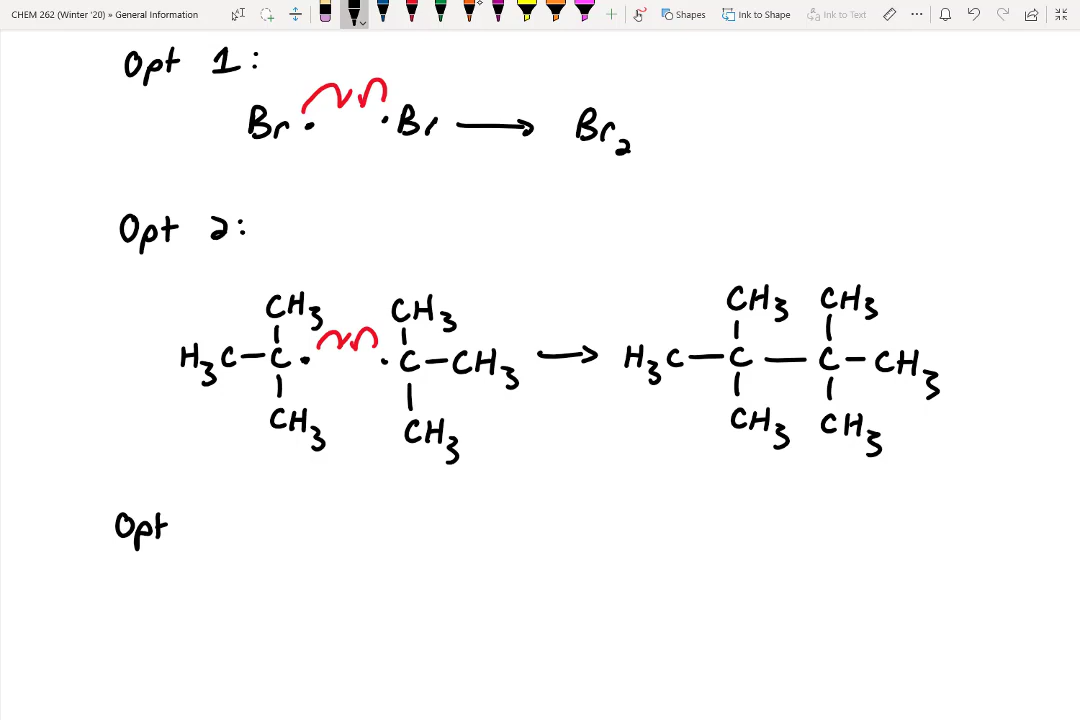 CHEM 262 (Winter '20) » General Information
Shapes
Ink to Shape
Ink to Text
Opt 1:
Br· ·Br ⟶ Br₂
Opt 2:
CH₃ CH₃ CH₃ CH₃
H₃C–C· ·C–CH₃ ⟶ H₃C–C–C–CH₃
CH₃ CH₃ CH₃ CH₃
Opt